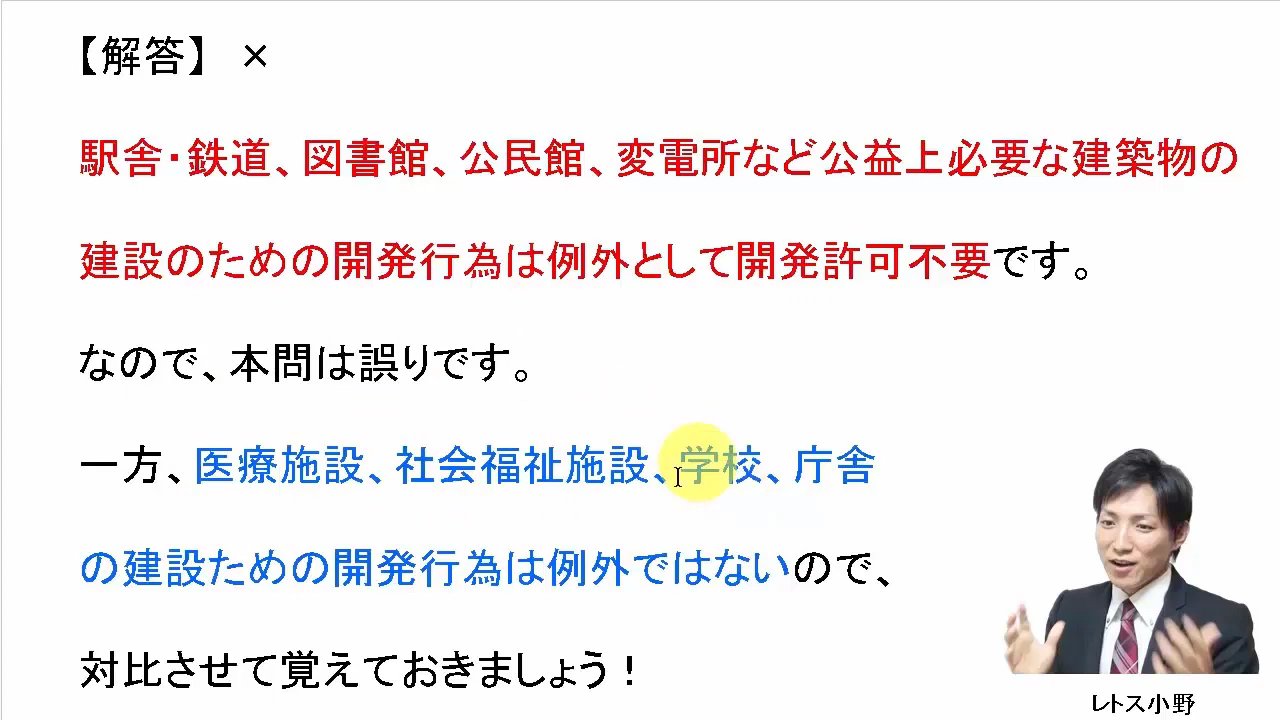 【解答】 ×
駅舎・鉄道、図書館、公民館、変電所など公益上必要な建築物の
建設のための開発行為は例外として開発許可不要です。
なので、本問は誤りです。
一方、医療施設、社会福祉施設、学校、庁舎
の建設ための開発行為は例外ではないので、
対比させて覚えておきましょう！
レトス小野